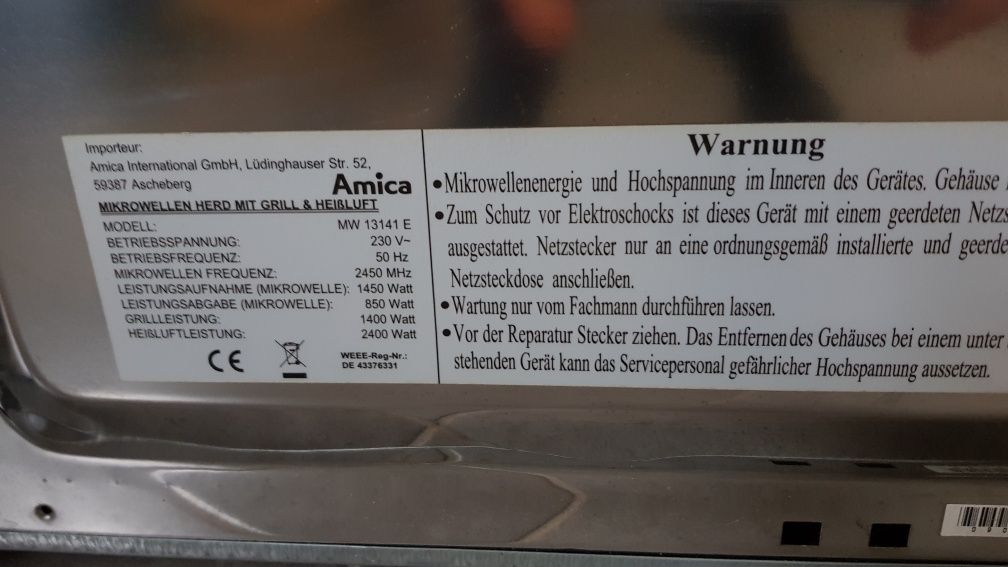 Importeur:
Amica International GmbH, Lüdinghauser Str. 52,
59387 Ascheberg
Amica
MIKROWELLEN HERD MIT GRILL & HEIßLUFT
MODELL: MW 13141 E
BETRIEBSSPANNUNG: 230 V~
BETRIEBSFREQUENZ: 50 Hz
MIKROWELLEN FREQUENZ: 2450 MHz
LEISTUNGSAUFNAHME (MIKROWELLE): 1450 Watt
LEISTUNGSABGABE (MIKROWELLE): 850 Watt
GRILLLEISTUNG: 1400 Watt
HEIßLUFTLEISTUNG: 2400 Watt
CE
WEEE-Reg-Nr.:
DE 43376331
Warnung
•Mikrowellenenergie und Hochspannung im Inneren des Gerätes. Gehäuse
•Zum Schutz vor Elektroschocks ist dieses Gerät mit einem geerdeten Netzs
ausgestattet. Netzstecker nur an eine ordnungsgemäß installierte und geerde
Netzsteckdose anschließen.
•Wartung nur vom Fachmann durchführen lassen.
•Vor der Reparatur Stecker ziehen. Das Entfernen des Gehäuses bei einem unter
stehenden Gerät kann das Servicepersonal gefährlicher Hochspannung aussetzen.